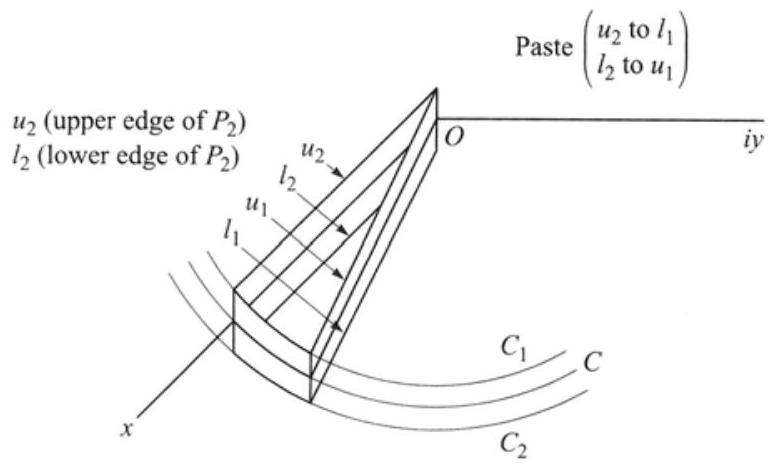 Paste (u₂ to l₁
l₂ to u₁)
u₂ (upper edge of P₂)
l₂ (lower edge of P₂)
O
iy
u₂
l₂
u₁
l₁
C₁
C
C₂
x